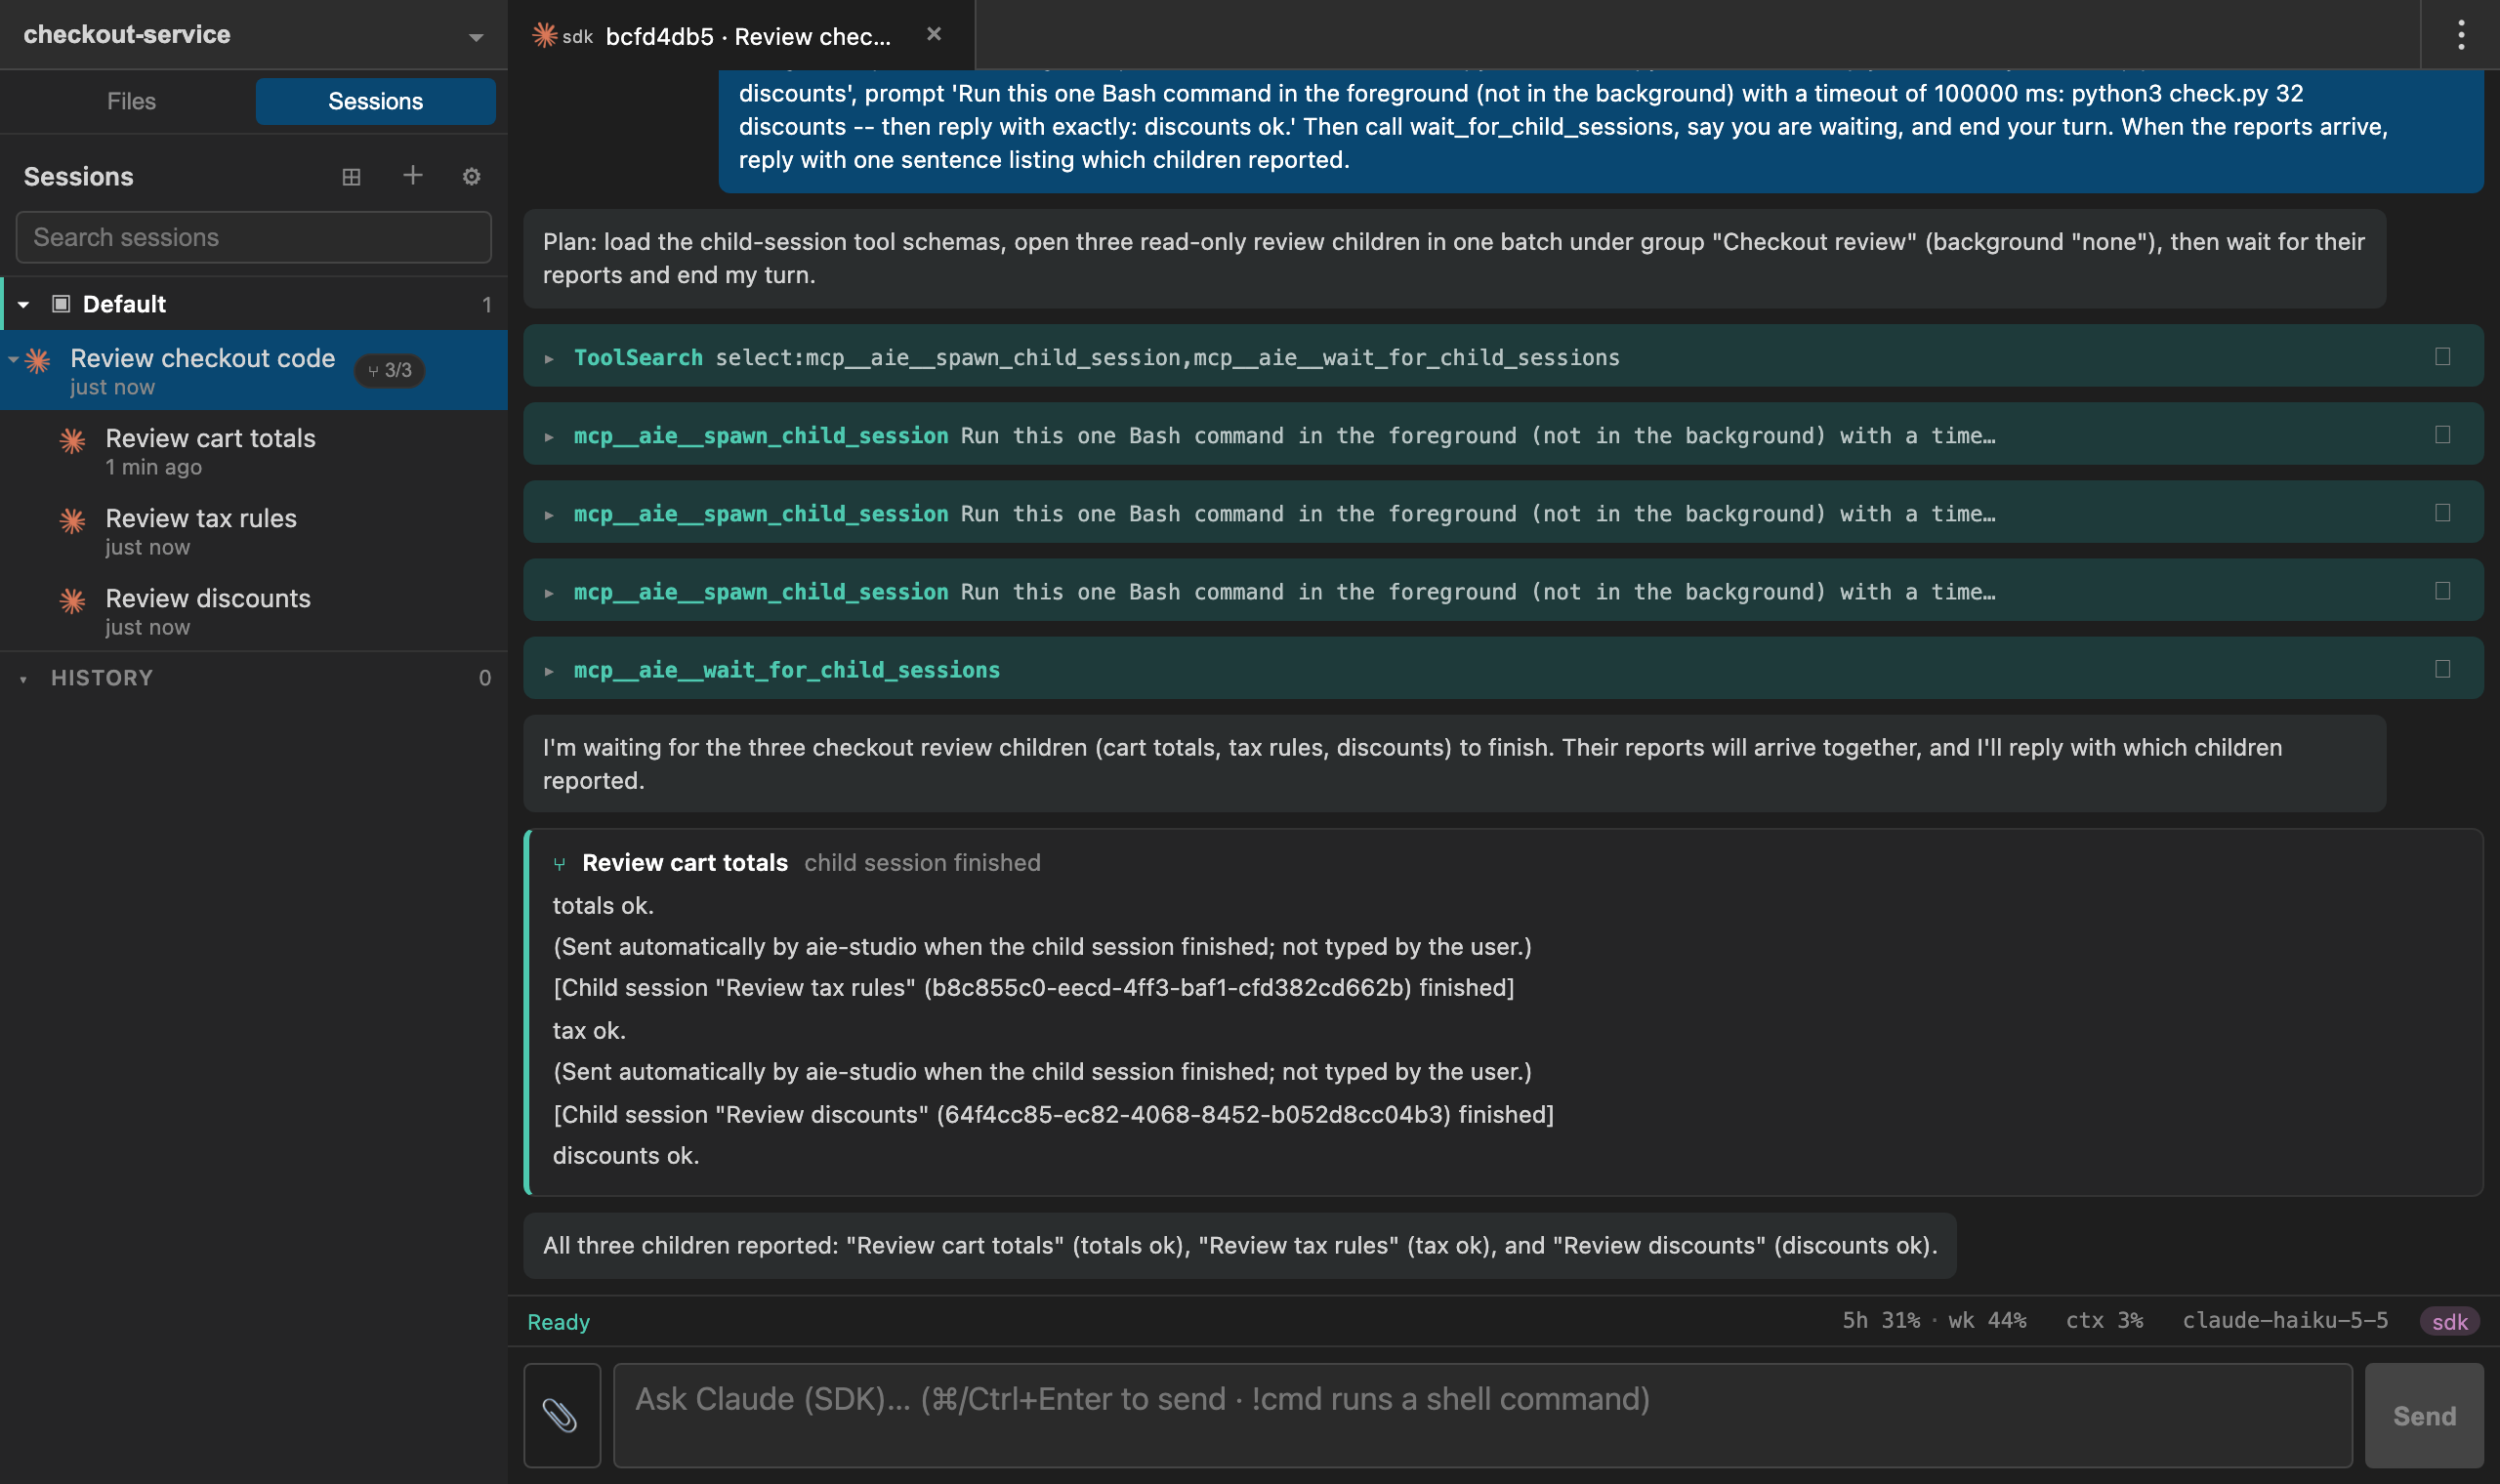 checkout-service
Files
Sessions
Sessions
Search sessions
Default
1
Review checkout code
3/3
just now
Review cart totals
1 min ago
Review tax rules
just now
Review discounts
just now
HISTORY
0
sdk bcfd4db5 · Review chec...
discounts', prompt 'Run this one Bash command in the foreground (not in the background) with a timeout of 100000 ms: python3 check.py 32
discounts -- then reply with exactly: discounts ok.' Then call wait_for_child_sessions, say you are waiting, and end your turn. When the reports arrive,
reply with one sentence listing which children reported.
Plan: load the child-session tool schemas, open three read-only review children in one batch under group "Checkout review" (background "none"), then wait for their
reports and end my turn.
ToolSearch select:mcp__aie__spawn_child_session,mcp__aie__wait_for_child_sessions
mcp__aie__spawn_child_session Run this one Bash command in the foreground (not in the background) with a time…
mcp__aie__spawn_child_session Run this one Bash command in the foreground (not in the background) with a time…
mcp__aie__spawn_child_session Run this one Bash command in the foreground (not in the background) with a time…
mcp__aie__wait_for_child_sessions
I'm waiting for the three checkout review children (cart totals, tax rules, discounts) to finish. Their reports will arrive together, and I'll reply with which children
reported.
Review cart totals child session finished
totals ok.
(Sent automatically by aie-studio when the child session finished; not typed by the user.)
[Child session "Review tax rules" (b8c855c0-eecd-4ff3-baf1-cfd382cd662b) finished]
tax ok.
(Sent automatically by aie-studio when the child session finished; not typed by the user.)
[Child session "Review discounts" (64f4cc85-ec82-4068-8452-b052d8cc04b3) finished]
discounts ok.
All three children reported: "Review cart totals" (totals ok), "Review tax rules" (tax ok), and "Review discounts" (discounts ok).
Ready
5h 31% · wk 44%
ctx 3%
claude-haiku-5-5
sdk
Ask Claude (SDK)... (⌘/Ctrl+Enter to send · !cmd runs a shell command)
Send